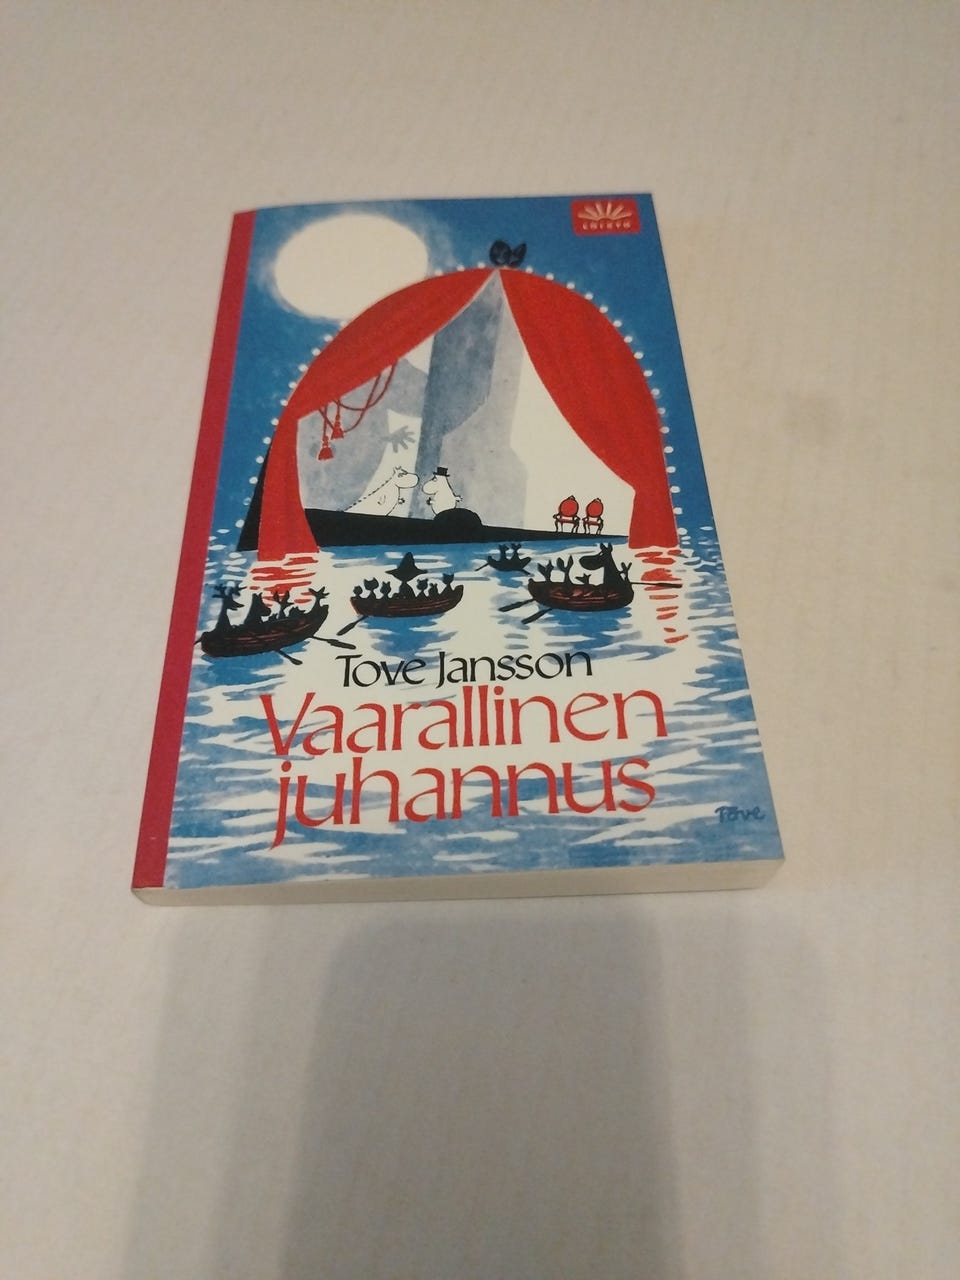 Tove Jansson
Vaarallinen
juhannus
Tove